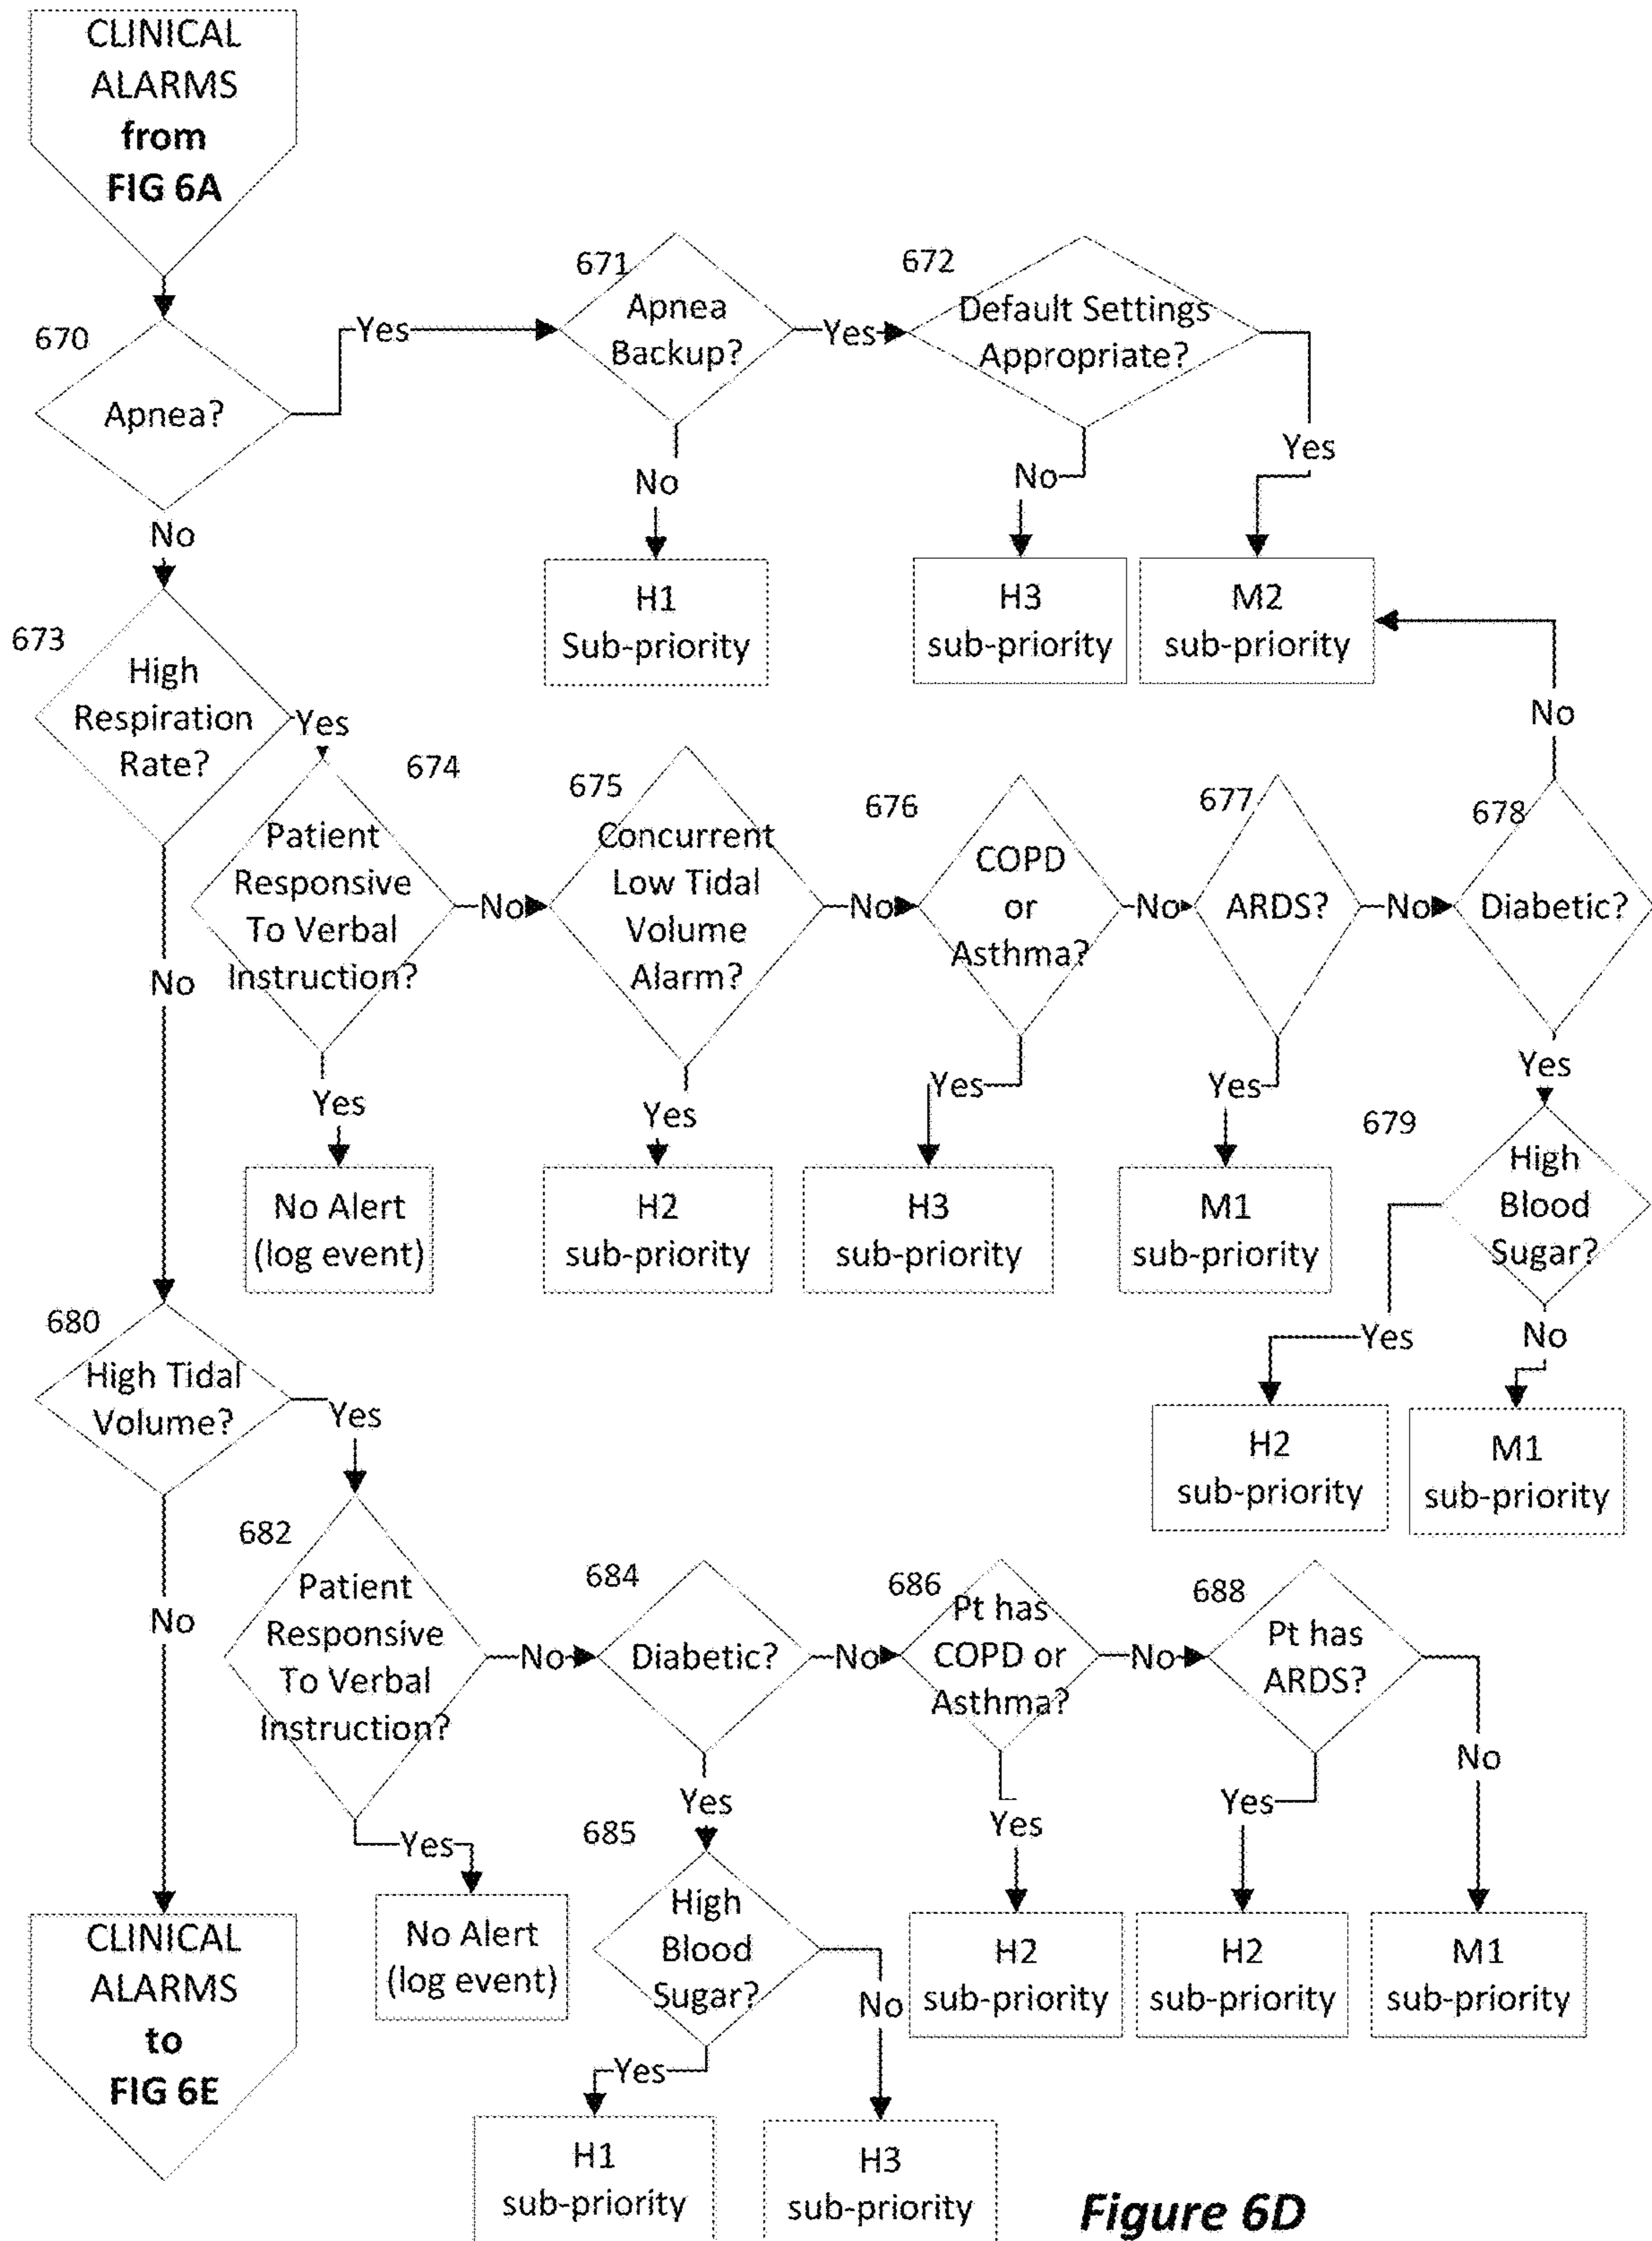 CLINICAL
ALARMS
from
FIG 6A
670
Apnea?
Yes
671
Apnea
Backup?
Yes
672
Default Settings
Appropriate?
No
H1
Sub-priority
No
H3
sub-priority
Yes
M2
sub-priority
No
673
High
Respiration
Rate?
Yes
674
Patient
Responsive
To Verbal
Instruction?
No
675
Concurrent
Low Tidal
Volume
Alarm?
No
676
COPD
or
Asthma?
No
677
ARDS?
No
678
Diabetic?
No
Yes
No Alert
(log event)
Yes
H2
sub-priority
Yes
H3
sub-priority
Yes
M1
sub-priority
Yes
679
High
Blood
Sugar?
Yes
H2
sub-priority
No
M1
sub-priority
No
680
High Tidal
Volume?
Yes
682
Patient
Responsive
To Verbal
Instruction?
No
684
Diabetic?
No
686
Pt has
COPD or
Asthma?
No
688
Pt has
ARDS?
Yes
No Alert
(log event)
Yes
685
High
Blood
Sugar?
Yes
H1
sub-priority
No
H3
sub-priority
Yes
H2
sub-priority
Yes
H2
sub-priority
No
M1
sub-priority
No
CLINICAL
ALARMS
to
FIG 6E
Figure 6D